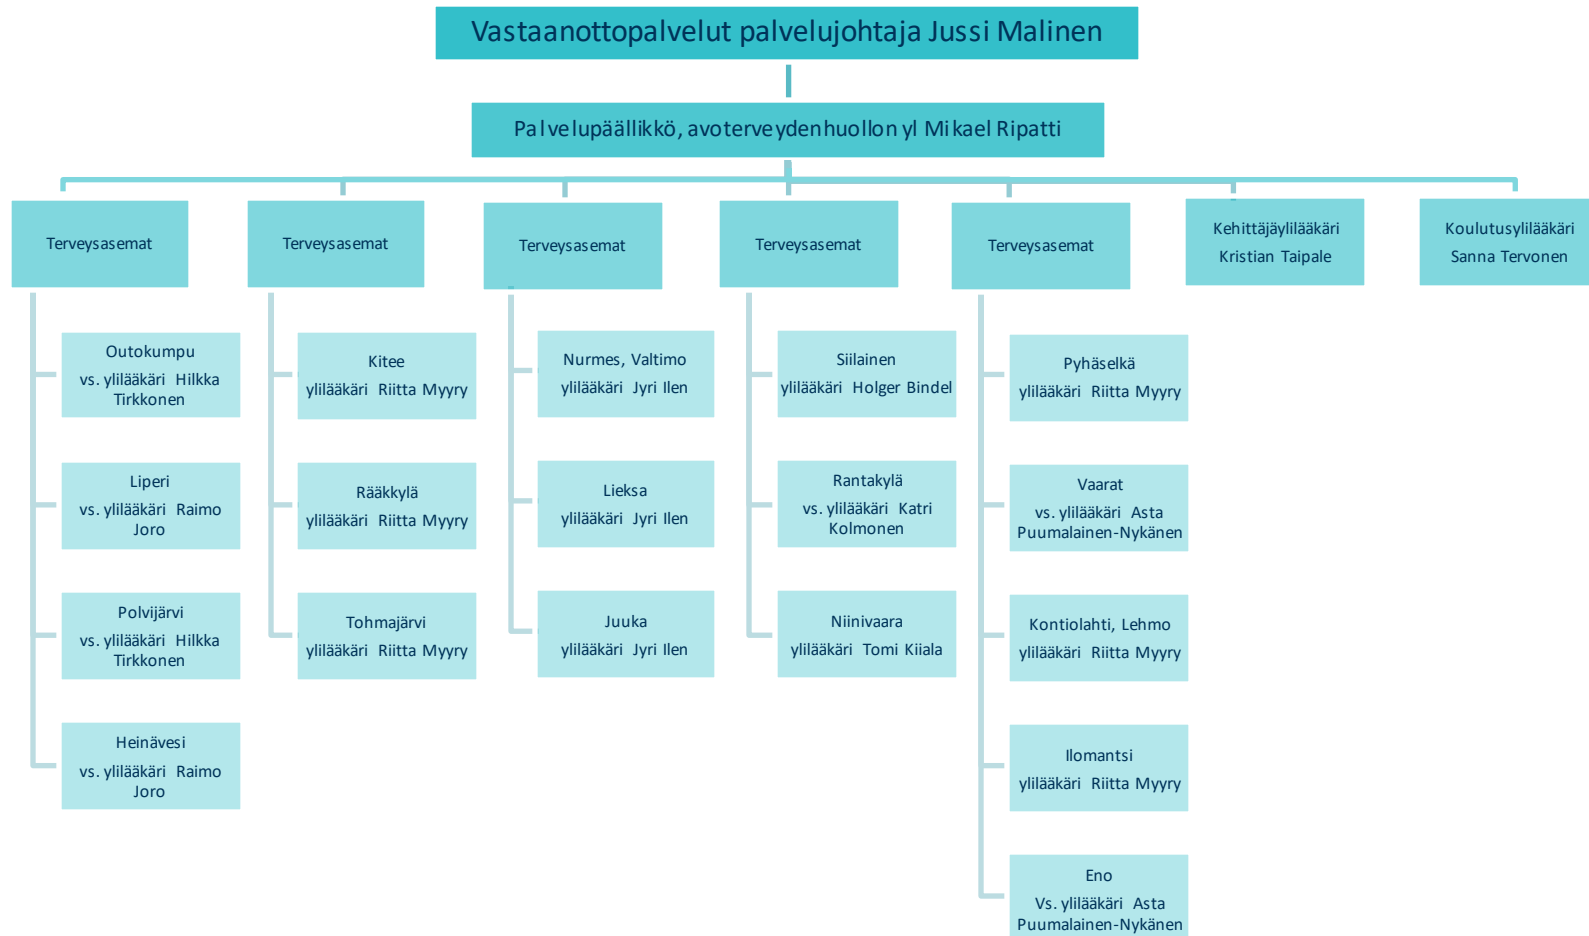 Vastaanottopalvelut palvelujohtaja Jussi Malinen
Palvelupäällikkö, avoterveydenhuollon yl Mikael Ripatti
Terveysasemat
Outokumpu
vs. ylilääkäri Hilkka
Tirkkonen
Liperi
vs. ylilääkäri Raimo
Joro
Polvijärvi
vs. ylilääkäri Hilkka
Tirkkonen
Heinävesi
vs. ylilääkäri Raimo
Joro
Terveysasemat
Kitee
ylilääkäri Riitta Myyry
Rääkkylä
ylilääkäri Riitta Myyry
Tohmajärvi
ylilääkäri Riitta Myyry
Terveysasemat
Nurmes, Valtimo
ylilääkäri Jyri Ilen
Lieksa
ylilääkäri Jyri Ilen
Juuka
ylilääkäri Jyri Ilen
Terveysasemat
Siilainen
ylilääkäri Holger Bindel
Rantakylä
vs. ylilääkäri Katri
Kolmonen
Niinivaara
ylilääkäri Tomi Kiiala
Terveysasemat
Pyhäselkä
ylilääkäri Riitta Myyry
Vaarat
vs. ylilääkäri Asta
Puumalainen-Nykänen
Kontiolahti, Lehmo
ylilääkäri Riitta Myyry
Ilomantsi
ylilääkäri Riitta Myyry
Eno
Vs. ylilääkäri Asta
Puumalainen-Nykänen
Kehittäjäylilääkäri
Kristian Taipale
Koulutusylilääkäri
Sanna Tervonen